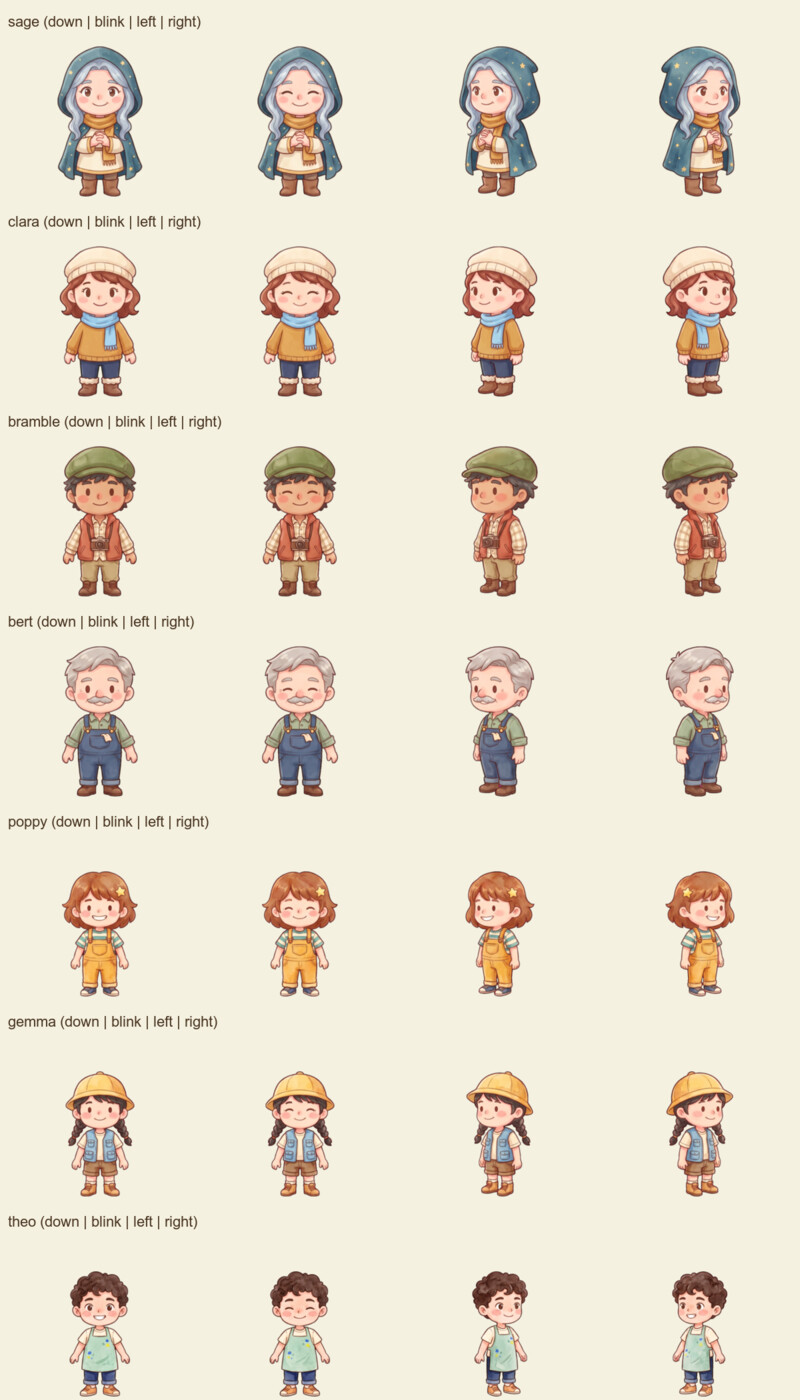 sage (down | blink | left | right)
clara (down | blink | left | right)
bramble (down | blink | left | right)
bert (down | blink | left | right)
poppy (down | blink | left | right)
gemma (down | blink | left | right)
theo (down | blink | left | right)